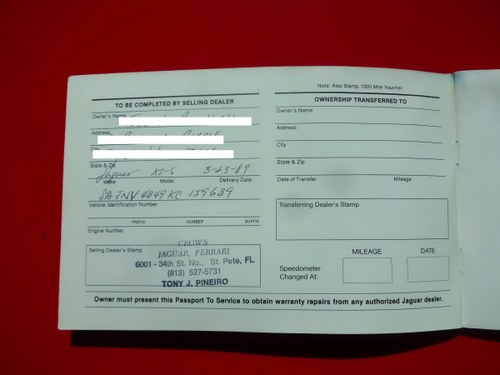 TO BE COMPLETED BY SELLING DEALER
Owner's Name
Address
City
State & Zip
Jaguar XJ-S 3-23-89
Make Model Delivery Date
SAJNV4849KC 159639
Vehicle Identification Number
PREFIX NUMBER SUFFIX
Engine Number
Selling Dealer's Stamp
CROWN
JAGUAR FERRARI
6001 - 34th St. No., St. Pete, FL
(813) 527-5731
TONY J. PINEIRO
Note: Also Stamp 1000 Mile Voucher
OWNERSHIP TRANSFERRED TO
Owner's Name
Address
City
State & Zip
Date of Transfer Mileage
Transferring Dealer's Stamp
MILEAGE DATE
Speedometer
Changed At:
Owner must present this Passport To Service to obtain warranty repairs from any authorized Jaguar dealer.